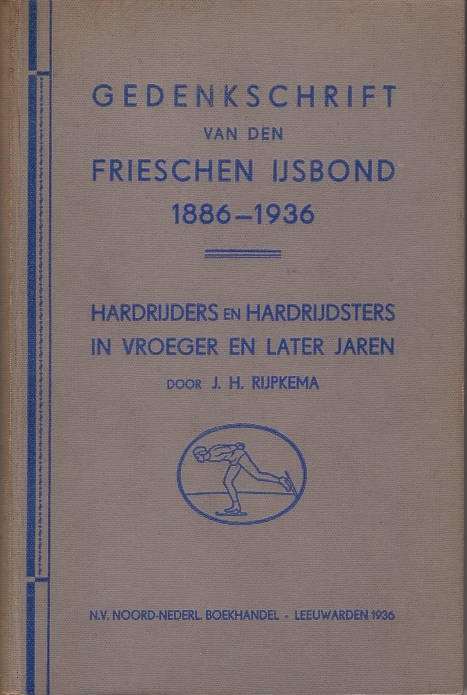 GEDENKSCHRIFT
VAN DEN
FRIESCHEN IJSBOND
1886–1936
HARDRIJDERS EN HARDRIJDSTERS
IN VROEGER EN LATER JAREN
DOOR J. H. RIJPKEMA
N.V. NOORD-NEDERL. BOEKHANDEL - LEEUWARDEN 1936